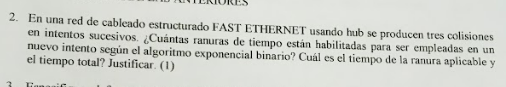 2. En una red de cableado estructurado FAST ETHERNET usando hub se producen tres colisiones
en intentos sucesivos. ¿Cuántas ranuras de tiempo están habilitadas para ser empleadas en un
nuevo intento según el algoritmo exponencial binario? Cuál es el tiempo de la ranura aplicable y
el tiempo total? Justificar. (1)